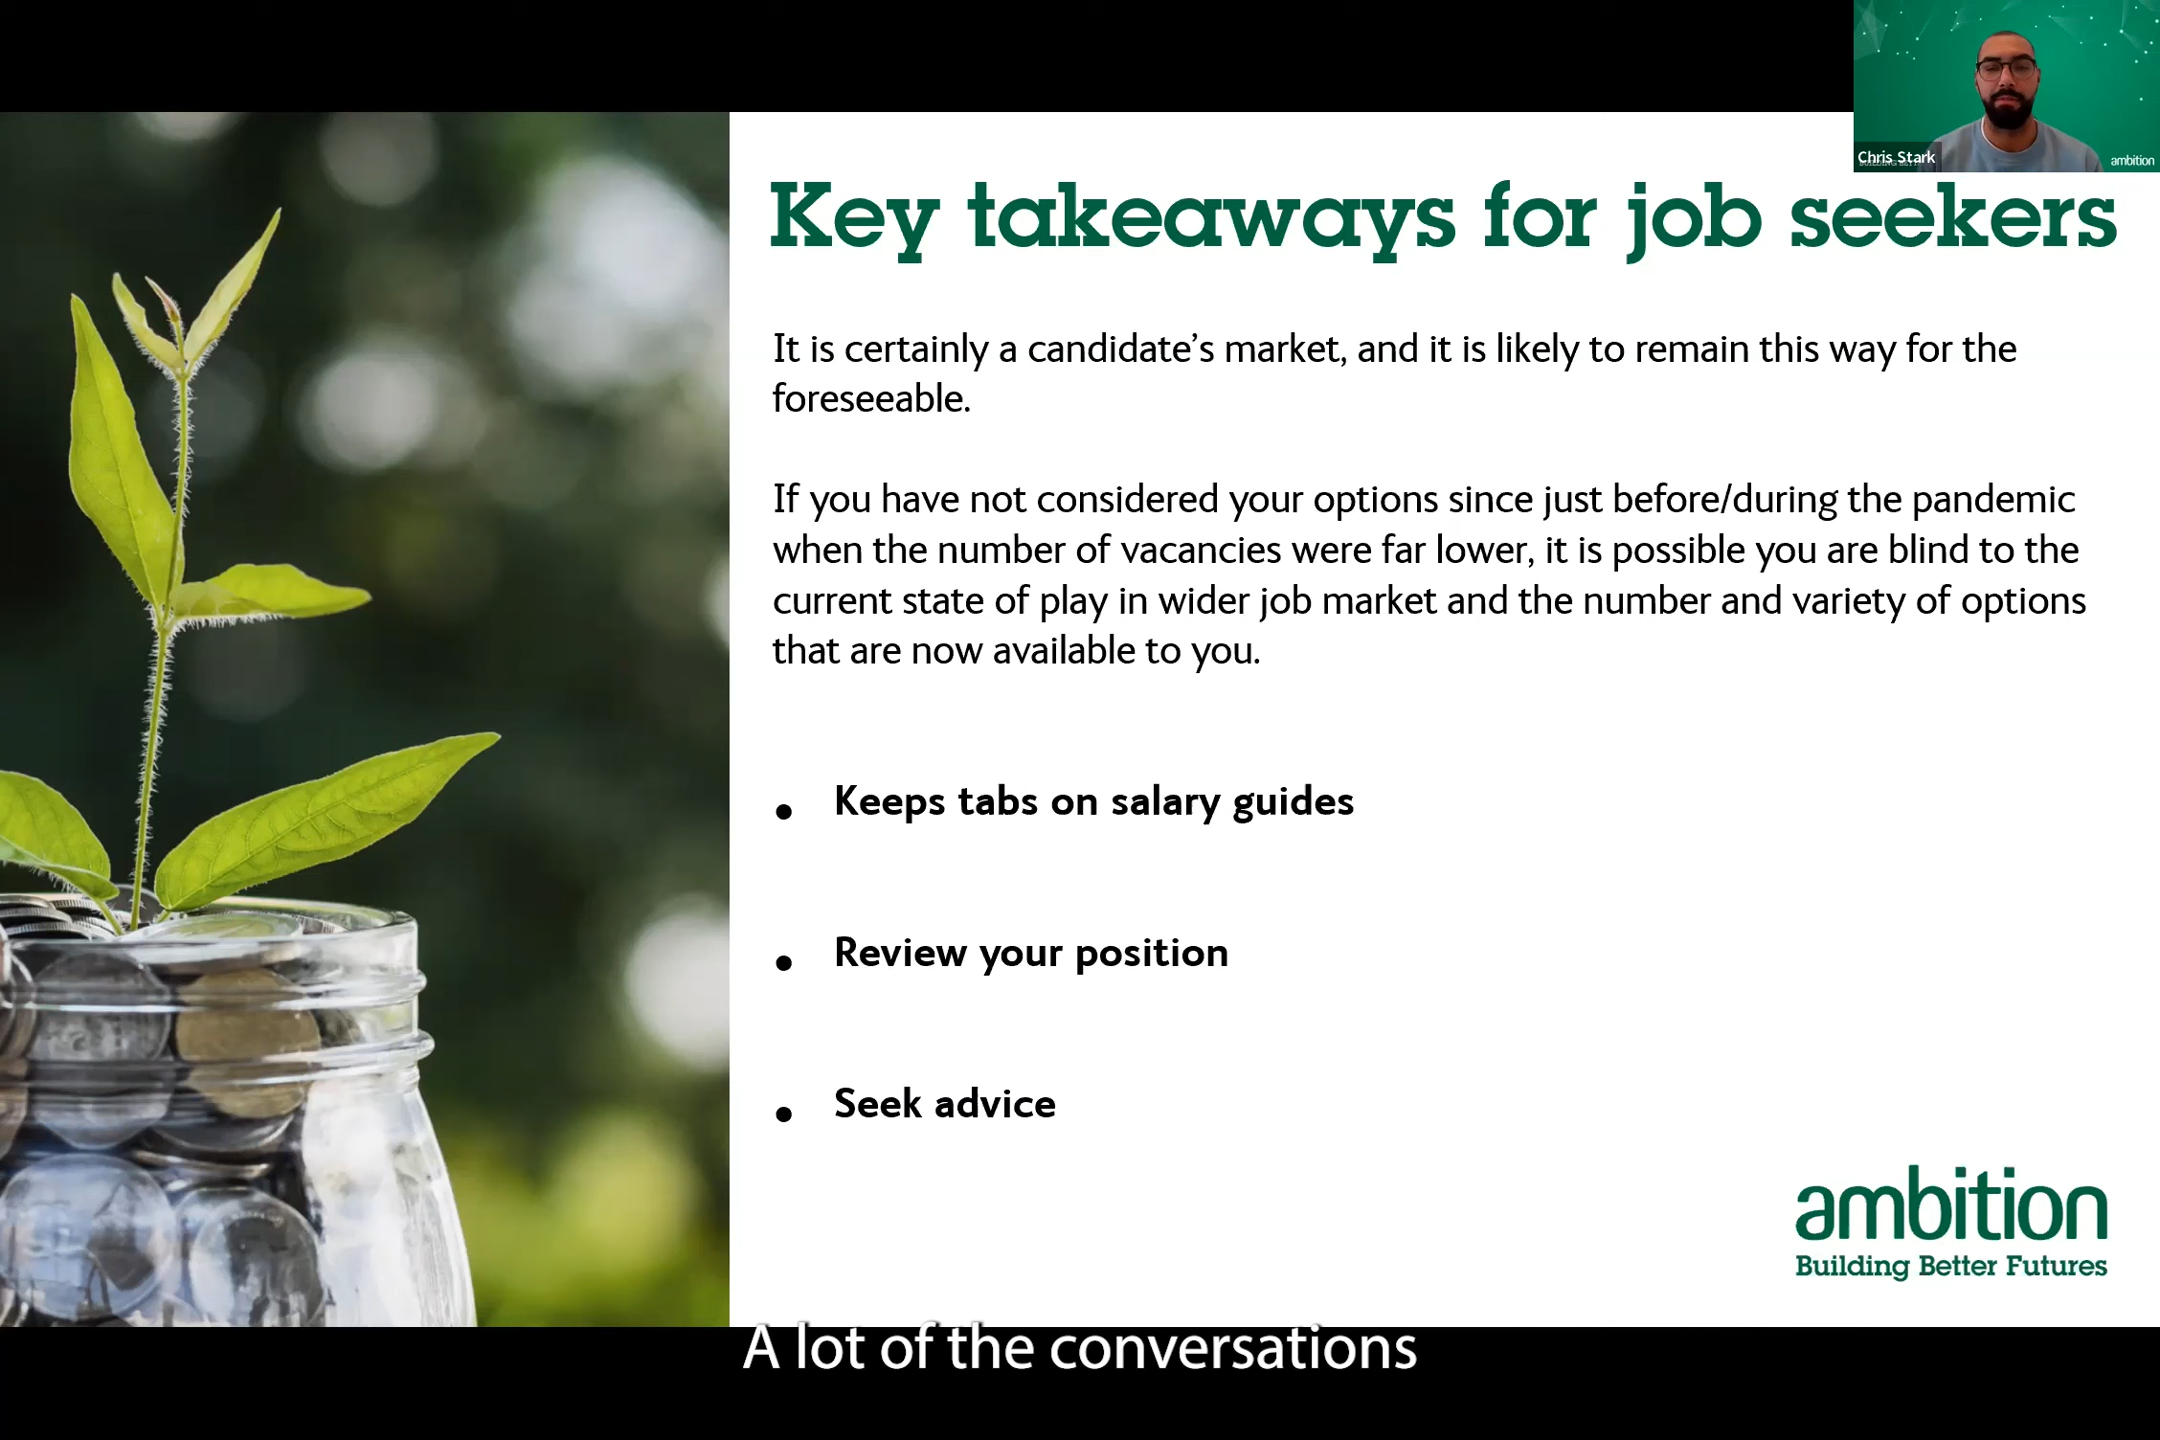 Chris Stark
ambition
Key takeaways for job seekers
It is certainly a candidate’s market, and it is likely to remain this way for the
foreseeable.
If you have not considered your options since just before/during the pandemic
when the number of vacancies were far lower, it is possible you are blind to the
current state of play in wider job market and the number and variety of options
that are now available to you.
• Keeps tabs on salary guides
• Review your position
• Seek advice
ambition
Building Better Futures
A lot of the conversations